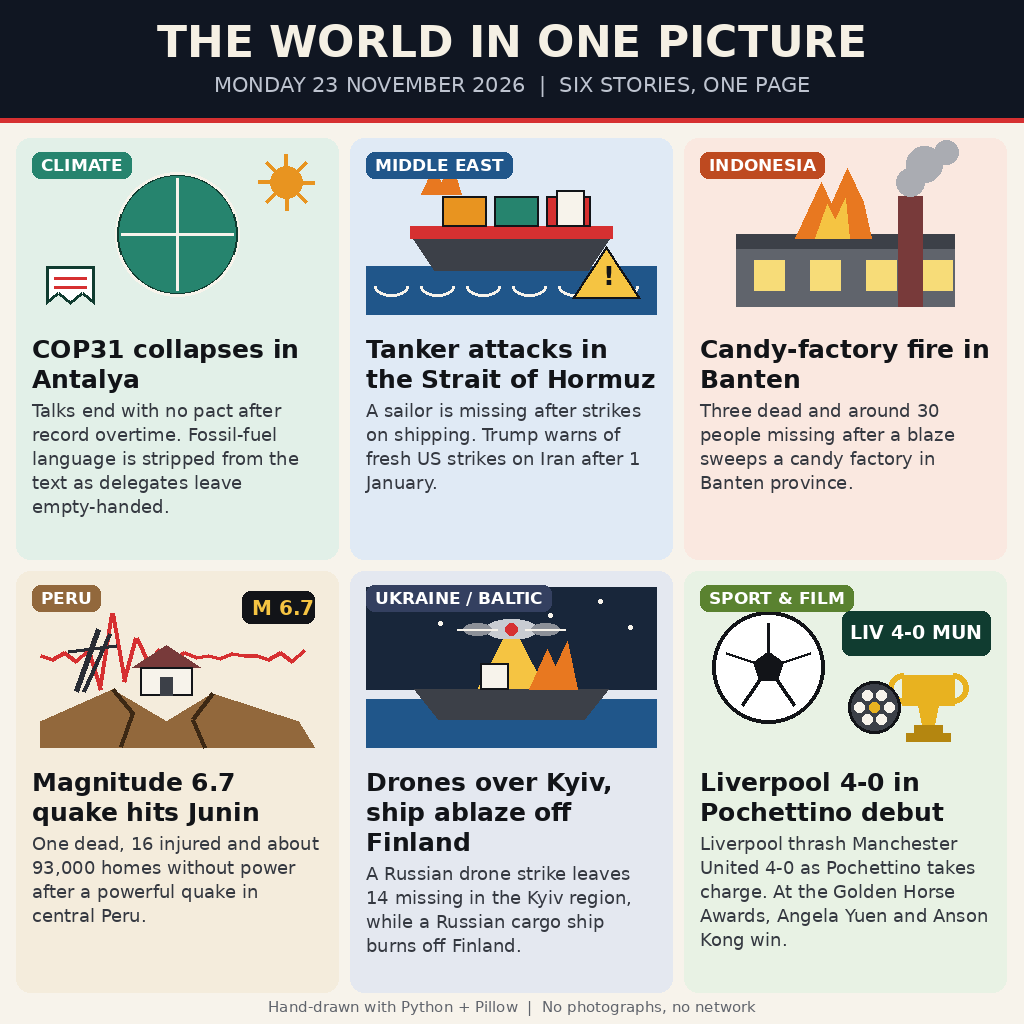 THE WORLD IN ONE PICTURE
MONDAY 23 NOVEMBER 2026 | SIX STORIES, ONE PAGE
CLIMATE
COP31 collapses in
Antalya
Talks end with no pact after
record overtime. Fossil-fuel
language is stripped from the
text as delegates leave
empty-handed.
MIDDLE EAST
!
Tanker attacks in
the Strait of Hormuz
A sailor is missing after strikes
on shipping. Trump warns of
fresh US strikes on Iran after 1
January.
INDONESIA
Candy-factory fire in
Banten
Three dead and around 30
people missing after a blaze
sweeps a candy factory in
Banten province.
PERU
M 6.7
Magnitude 6.7
quake hits Junin
One dead, 16 injured and about
93,000 homes without power
after a powerful quake in
central Peru.
UKRAINE / BALTIC
Drones over Kyiv,
ship ablaze off
Finland
A Russian drone strike leaves
14 missing in the Kyiv region,
while a Russian cargo ship
burns off Finland.
SPORT & FILM
LIV 4-0 MUN
Liverpool 4-0 in
Pochettino debut
Liverpool thrash Manchester
United 4-0 as Pochettino takes
charge. At the Golden Horse
Awards, Angela Yuen and Anson
Kong win.
Hand-drawn with Python + Pillow | No photographs, no network